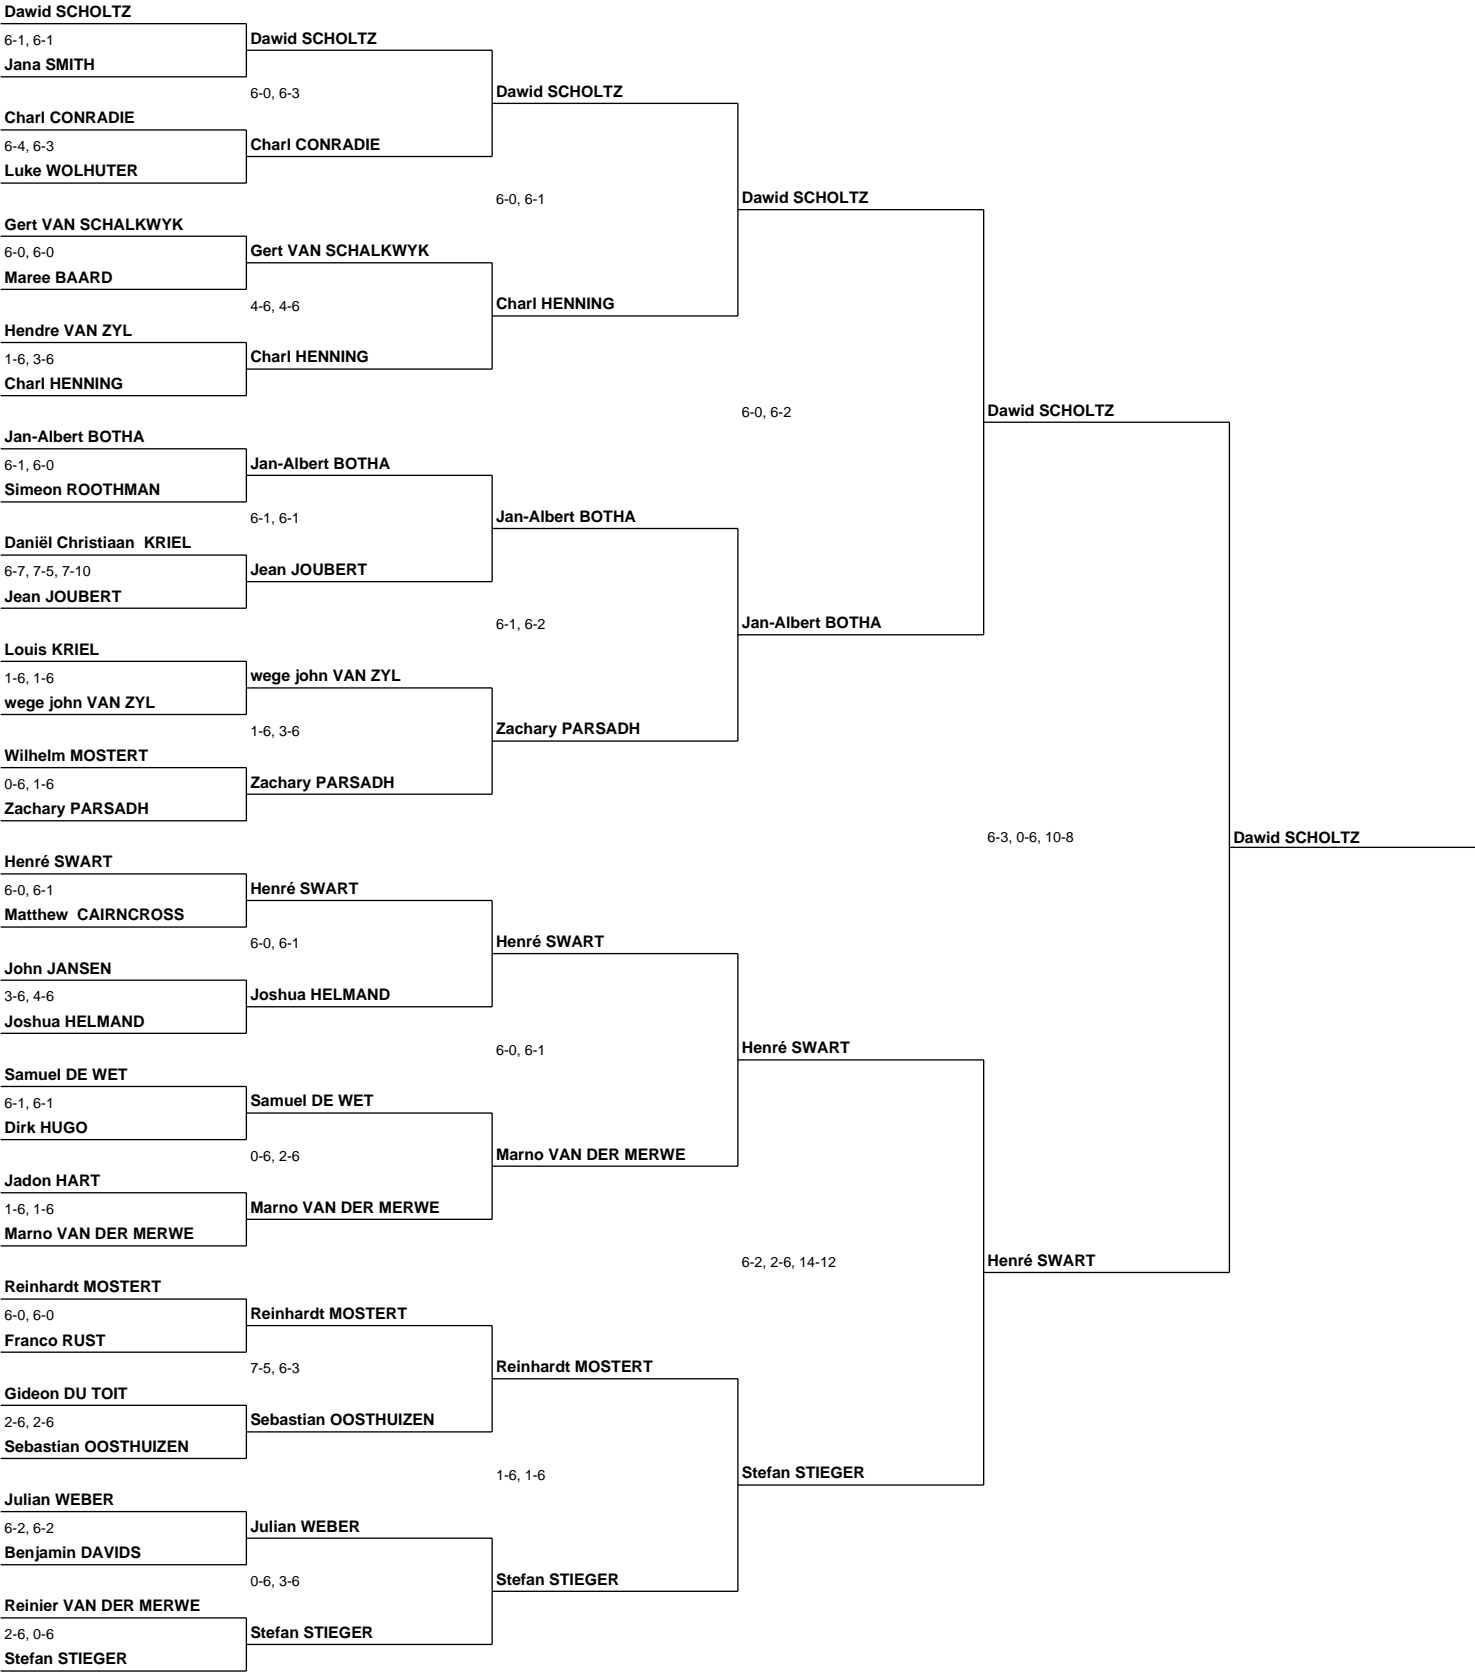 Dawid SCHOLTZ
6-1, 6-1
Jana SMITH
Charl CONRADIE
6-4, 6-3
Luke WOLHUTER
Gert VAN SCHALKWYK
6-0, 6-0
Maree BAARD
Hendre VAN ZYL
1-6, 3-6
Charl HENNING
Jan-Albert BOTHA
6-1, 6-0
Simeon ROOTHMAN
Daniël Christiaan  KRIEL
6-7, 7-5, 7-10
Jean JOUBERT
Louis KRIEL
1-6, 1-6
wege john VAN ZYL
Wilhelm MOSTERT
0-6, 1-6
Zachary PARSADH
Henré SWART
6-0, 6-1
Matthew  CAIRNCROSS
John JANSEN
3-6, 4-6
Joshua HELMAND
Samuel DE WET
6-1, 6-1
Dirk HUGO
Jadon HART
1-6, 1-6
Marno VAN DER MERWE
Reinhardt MOSTERT
6-0, 6-0
Franco RUST
Gideon DU TOIT
2-6, 2-6
Sebastian OOSTHUIZEN
Julian WEBER
6-2, 6-2
Benjamin DAVIDS
Reinier VAN DER MERWE
2-6, 0-6
Stefan STIEGER
Dawid SCHOLTZ
6-0, 6-3
Charl CONRADIE
Gert VAN SCHALKWYK
4-6, 4-6
Charl HENNING
Jan-Albert BOTHA
6-1, 6-1
Jean JOUBERT
wege john VAN ZYL
1-6, 3-6
Zachary PARSADH
Henré SWART
6-0, 6-1
Joshua HELMAND
Samuel DE WET
0-6, 2-6
Marno VAN DER MERWE
Reinhardt MOSTERT
7-5, 6-3
Sebastian OOSTHUIZEN
Julian WEBER
0-6, 3-6
Stefan STIEGER
Dawid SCHOLTZ
6-0, 6-1
Charl HENNING
Jan-Albert BOTHA
6-1, 6-2
Zachary PARSADH
Henré SWART
6-0, 6-1
Marno VAN DER MERWE
Reinhardt MOSTERT
1-6, 1-6
Stefan STIEGER
Dawid SCHOLTZ
6-0, 6-2
Jan-Albert BOTHA
Henré SWART
6-2, 2-6, 14-12
Stefan STIEGER
Dawid SCHOLTZ
6-3, 0-6, 10-8
Henré SWART
Dawid SCHOLTZ